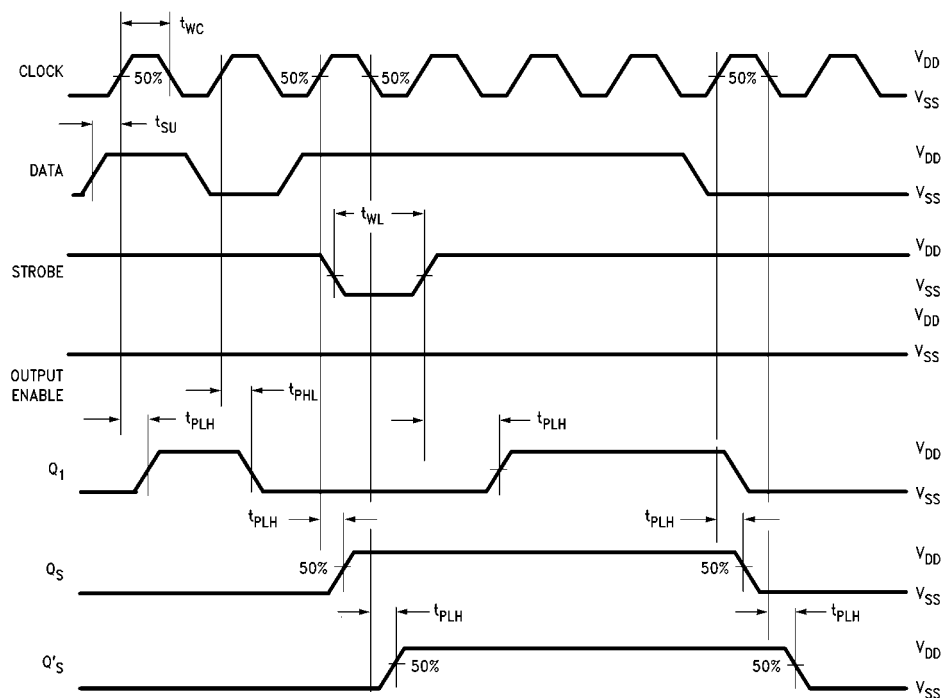 t_WC
CLOCK 50% 50% 50% 50% V_DD
V_SS
t_SU
DATA V_DD
V_SS
t_WL
V_DD
STROBE V_SS
V_DD
V_SS
OUTPUT
ENABLE
t_PHL
t_PLH t_PLH
Q_1 V_DD
V_SS
t_PLH t_PLH
V_DD
Q_S 50% 50% V_SS
t_PLH t_PLH
V_DD
Q'_S 50% 50% V_SS